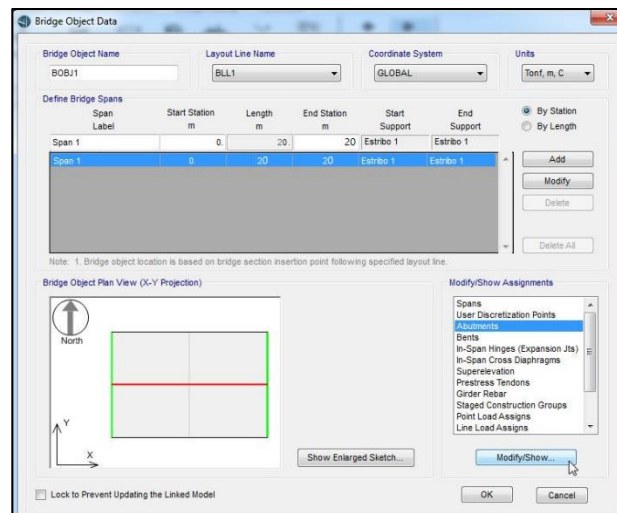 Bridge Object Data
Bridge Object Name
Layout Line Name
Coordinate System
Units
BOBJ1
BLL1
GLOBAL
Tonf, m, C
Define Bridge Spans
Span Label
Start Station m
Length m
End Station m
Start Support
End Support
By Station
By Length
Span 1 0. 20. 20 Estribo 1 Estribo 1
Span 1 0. 20 20 Estribo 1 Estribo 1
Add
Modify
Delete
Delete All
Note: 1. Bridge object location is based on bridge section insertion point following specified layout line.
Bridge Object Plan View (X-Y Projection)
North
Y
X
Show Enlarged Sketch...
Modify/Show Assignments
Spans
User Discretization Points
Abutments
Bents
In-Span Hinges (Expansion Jts)
In-Span Cross Diaphragms
Superelevation
Prestress Tendons
Girder Rebar
Staged Construction Groups
Point Load Assigns
Line Load Assigns
Modify/Show...
Lock to Prevent Updating the Linked Model
OK
Cancel